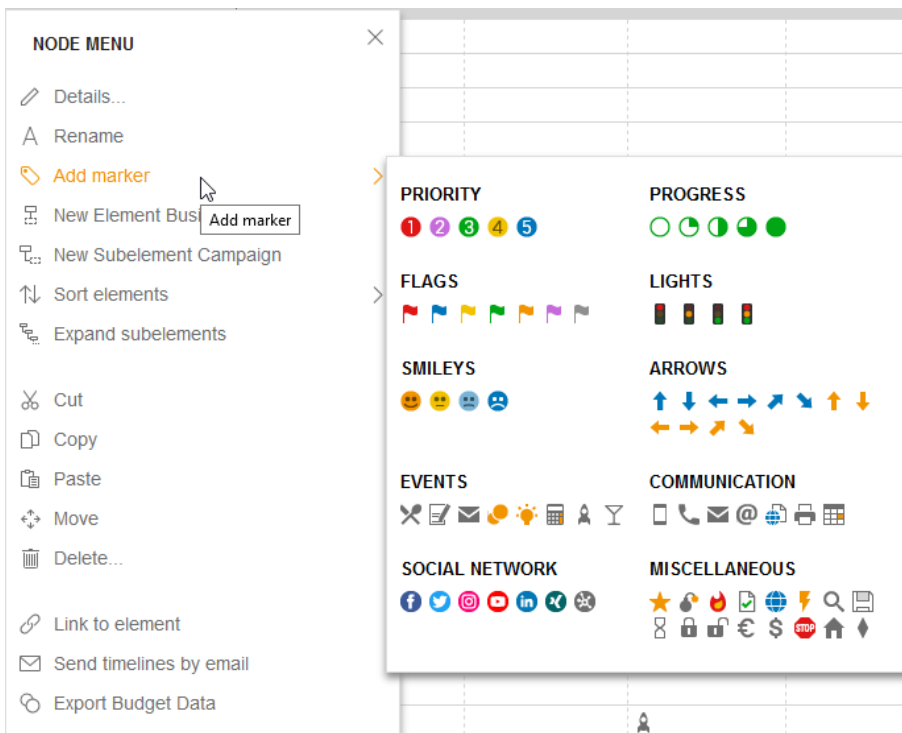 NODE MENU
Details...
A Rename
Add marker
New Element Busi
Add marker
New Subelement Campaign
Sort elements
Expand subelements
Cut
Copy
Paste
Move
Delete...
Link to element
Send timelines by email
Export Budget Data
PRIORITY
1 2 3 4 5
PROGRESS
FLAGS
LIGHTS
SMILEYS
ARROWS
EVENTS
COMMUNICATION
@
SOCIAL NETWORK
f in
MISCELLANEOUS
€ $ STOP